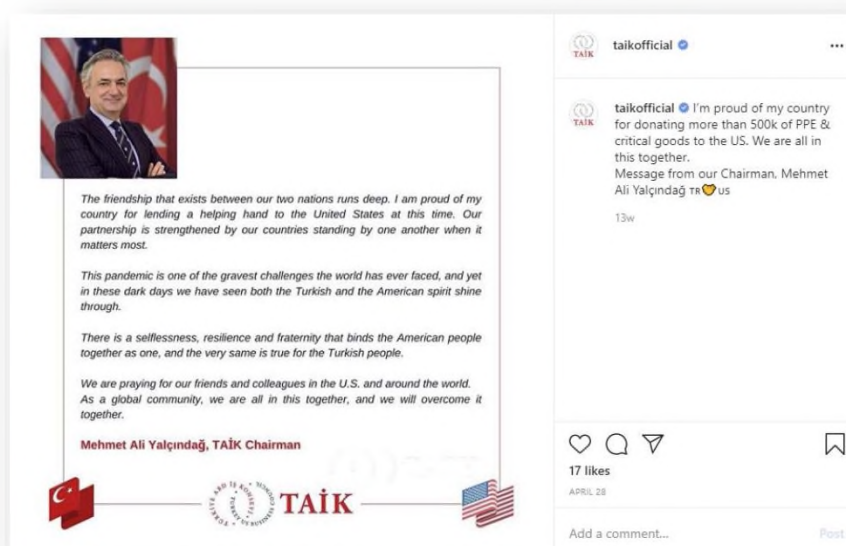 The friendship that exists between our two nations runs deep. I am proud of my
country for lending a helping hand to the United States at this time. Our
partnership is strengthened by our countries standing by one another when it
matters most.
This pandemic is one of the gravest challenges the world has ever faced, and yet
in these dark days we have seen both the Turkish and the American spirit shine
through.
There is a selflessness, resilience and fraternity that binds the American people
together as one, and the very same is true for the Turkish people.
We are praying for our friends and colleagues in the U.S. and around the world.
As a global community, we are all in this together, and we will overcome it
together.
Mehmet Ali Yalçındağ, TAİK Chairman
TAİK
TAİK
taikofficial
TAİK
taikofficial I'm proud of my country
for donating more than 500k of PPE &
critical goods to the US. We are all in
this together.
Message from our Chairman, Mehmet
Ali Yalçındağ TR🧡US
13w
17 likes
APRIL 28
Add a comment...
Post